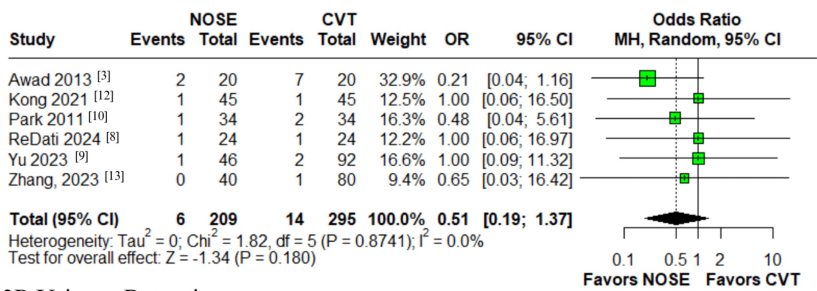 NOSE CVT Odds Ratio
Study Events Total Events Total Weight OR 95% CI MH, Random, 95% CI
Awad 2013 [3] 2 20 7 20 32.9% 0.21 [0.04; 1.16]
Kong 2021 [12] 1 45 1 45 12.5% 1.00 [0.06; 16.50]
Park 2011 [10] 1 34 2 34 16.3% 0.48 [0.04; 5.61]
ReDati 2024 [8] 1 24 1 24 12.2% 1.00 [0.06; 16.97]
Yu 2023 [9] 1 46 2 92 16.6% 1.00 [0.09; 11.32]
Zhang, 2023 [13] 0 40 1 80 9.4% 0.65 [0.03; 16.42]
Total (95% CI) 6 209 14 295 100.0% 0.51 [0.19; 1.37]
Heterogeneity: Tau² = 0; Chi² = 1.82, df = 5 (P = 0.8741); I² = 0.0%
Test for overall effect: Z = -1.34 (P = 0.180)
0.1 0.5 1 2 10
Favors NOSE Favors CVT